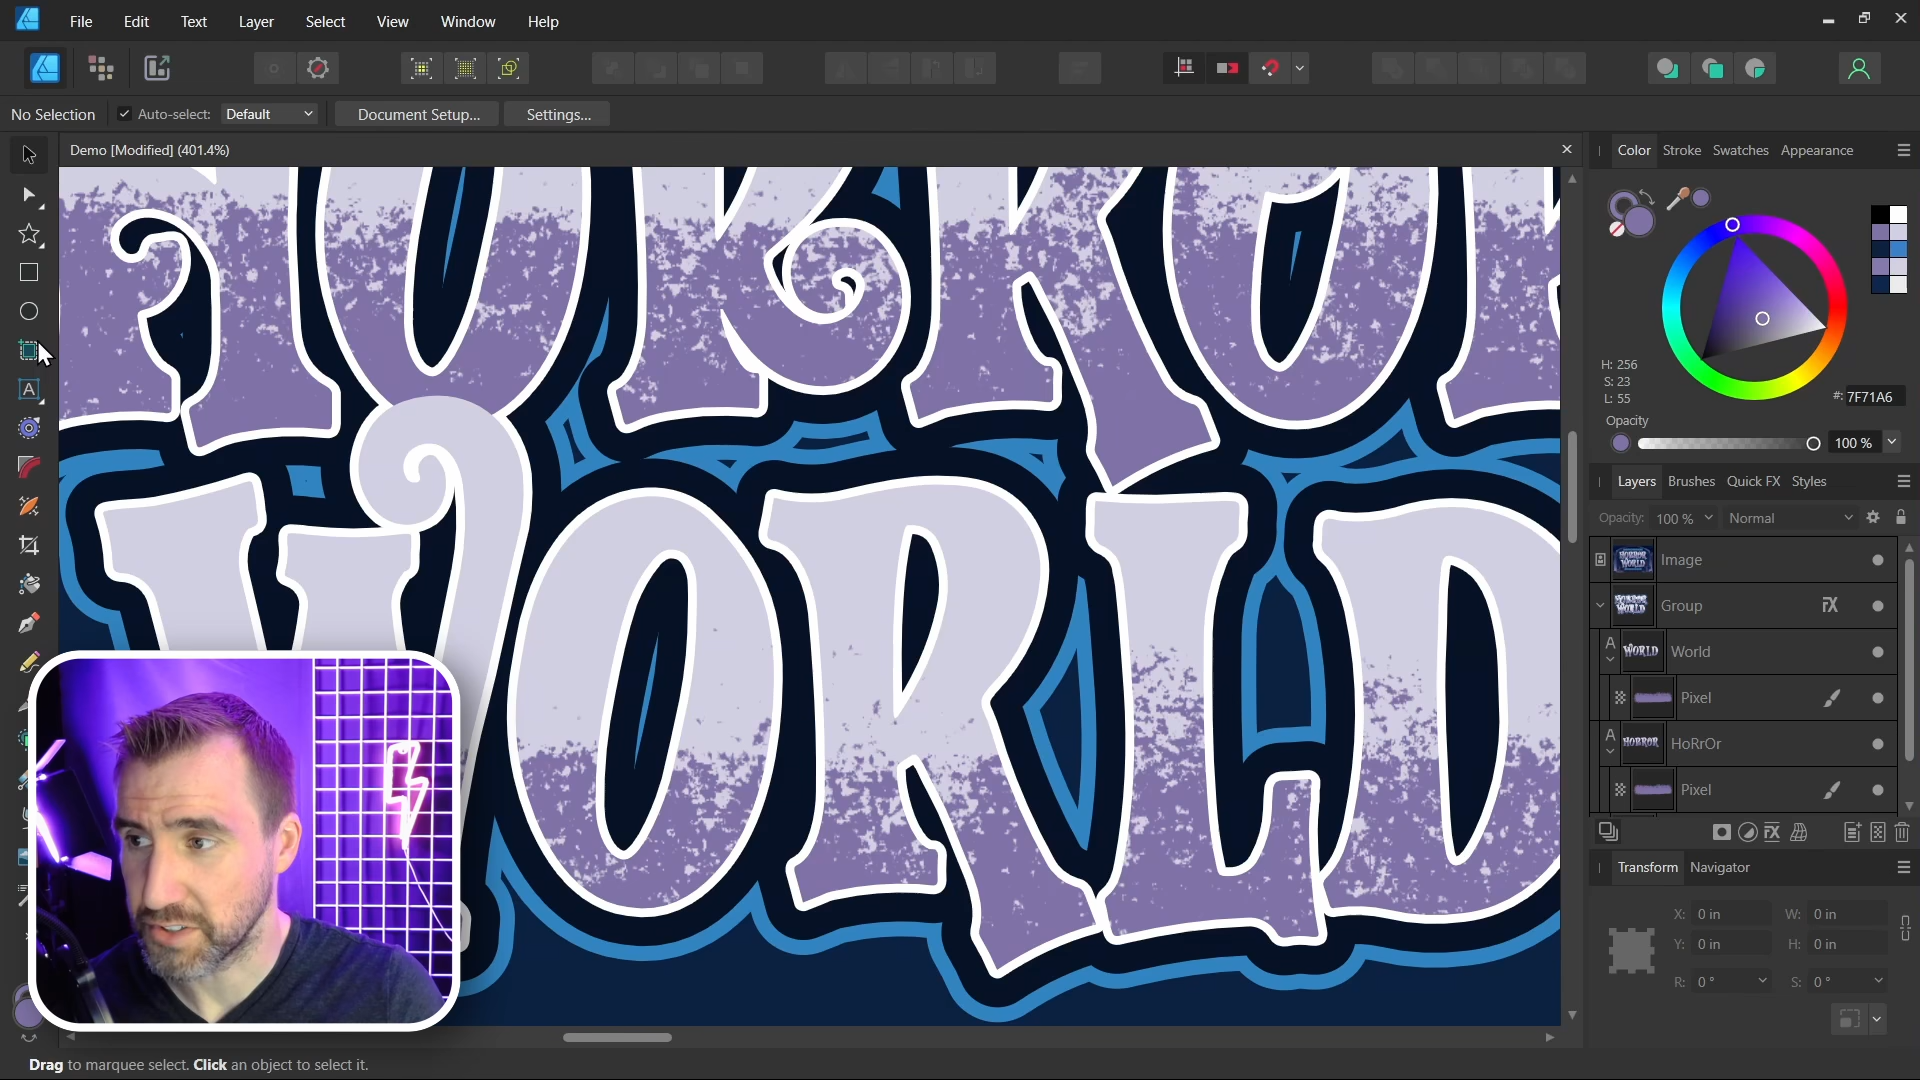 File Edit Text Layer Select View Window Help
No Selection Auto-select: Default Document Setup... Settings...
Demo [Modified] (401.4%)
Color Stroke Swatches Appearance
H: 256
S: 23
L: 55
#: 7F71A6
Opacity
100 %
Layers Brushes Quick FX Styles
Opacity: 100 % Normal
Image
Group
World
Pixel
HoRrOr
Pixel
Transform Navigator
X: 0 in W: 0 in
Y: 0 in H: 0 in
R: 0 ° S: 0 °
WORLD
Drag to marquee select. Click an object to select it.